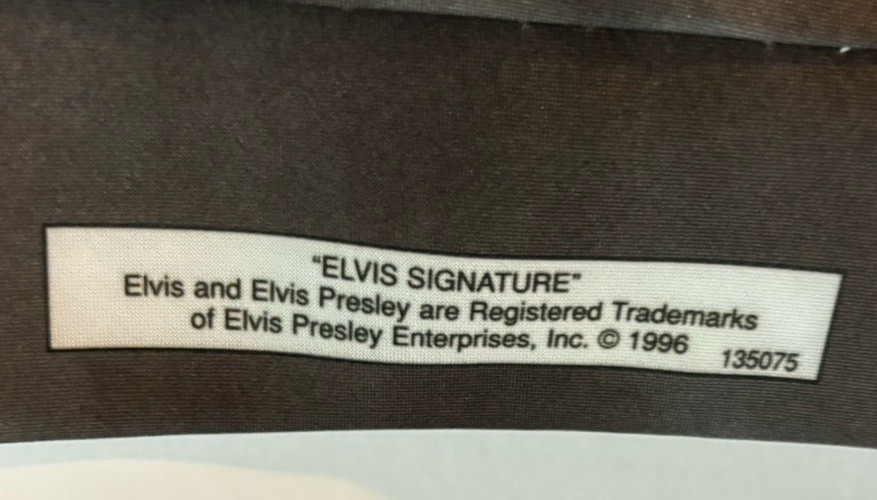 "ELVIS SIGNATURE"
Elvis and Elvis Presley are Registered Trademarks
of Elvis Presley Enterprises, Inc. © 1996
135075